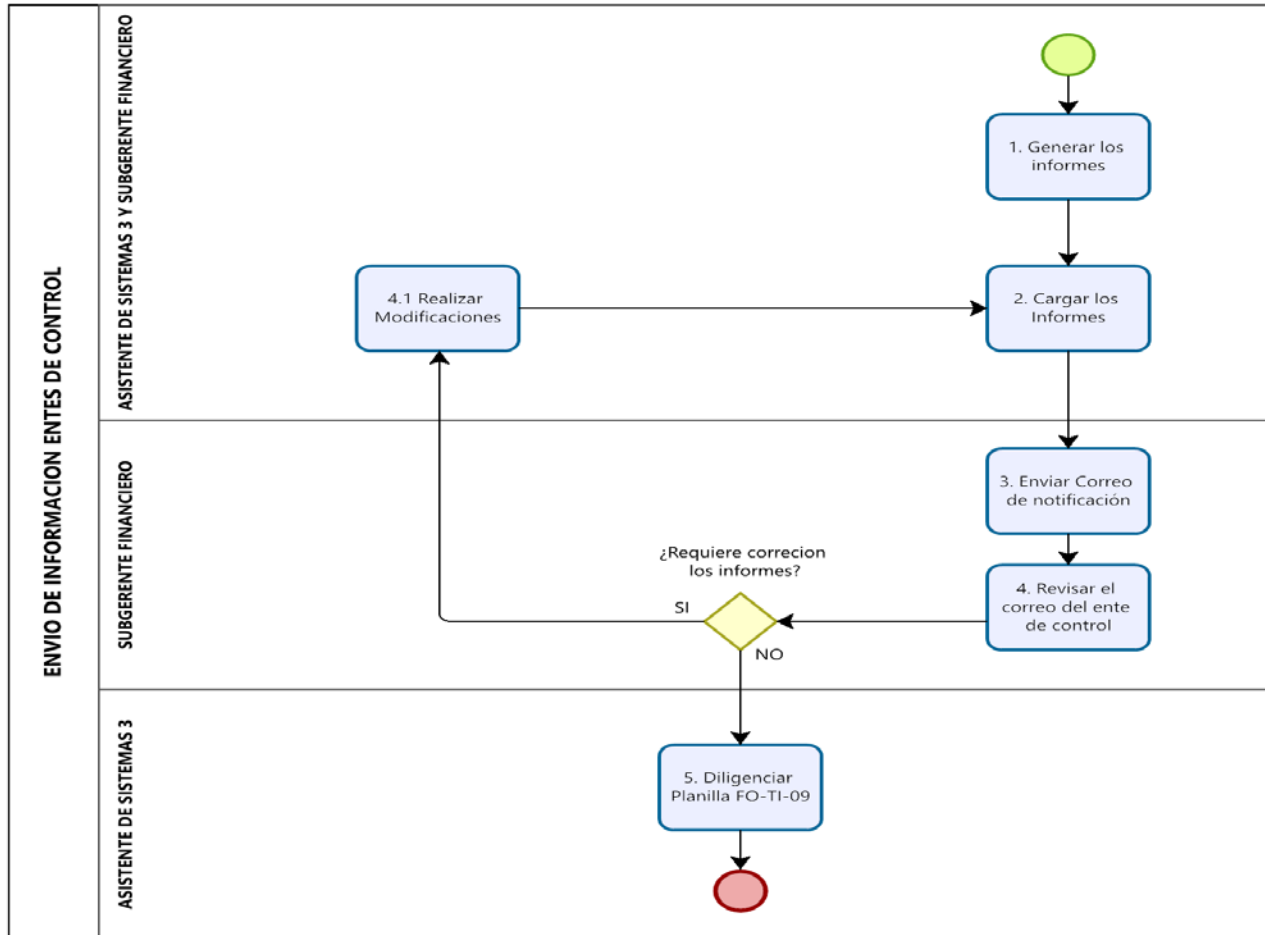 ENVIO DE INFORMACION ENTES DE CONTROL
ASISTENTE DE SISTEMAS 3 Y SUBGERENTE FINANCIERO
1. Generar los
informes
4.1 Realizar
Modificaciones
2. Cargar los
Informes
SUBGERENTE FINANCIERO
3. Enviar Correo
de notificación
¿Requiere correcion
los informes?
SI
NO
4. Revisar el
correo del ente
de control
ASISTENTE DE SISTEMAS 3
5. Diligenciar
Planilla FO-TI-09